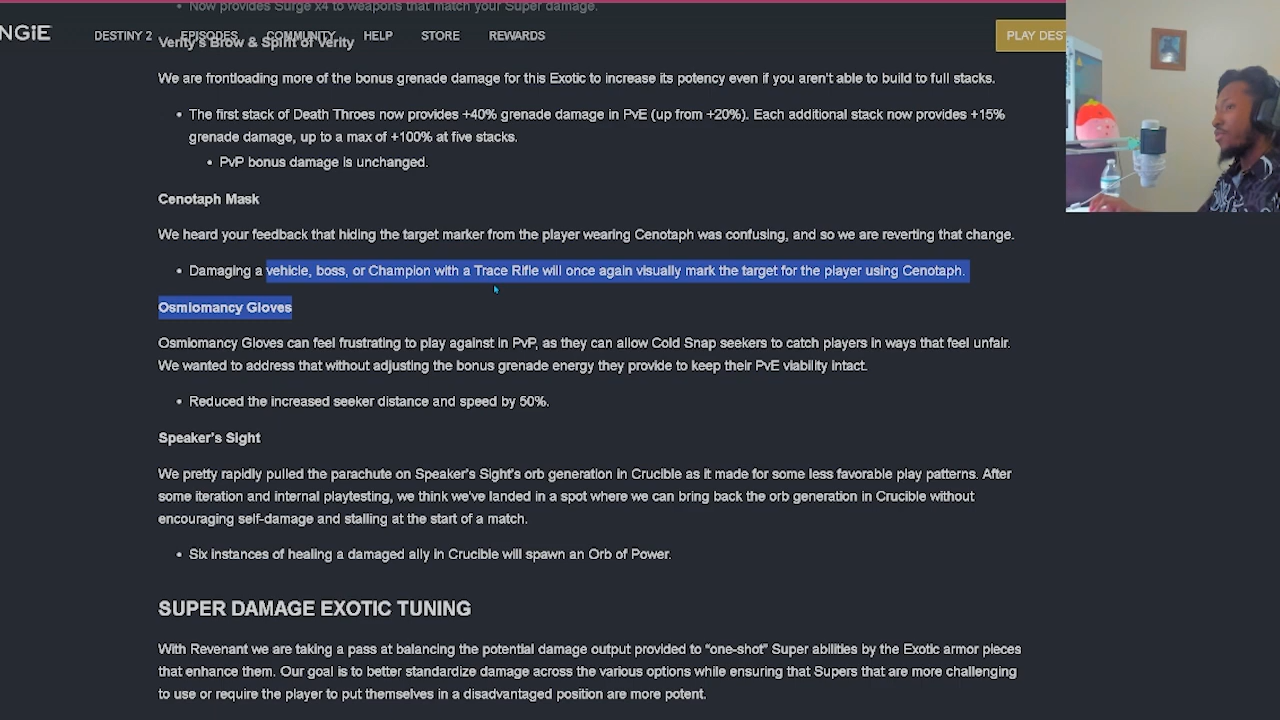 Now provides Surge x4 to weapons that match your Super damage.
NGiE
DESTINY 2
EPISODES
COMMUNITY
HELP
STORE
REWARDS
PLAY DEST
Verity's Brow & Spirit of Verity
We are frontloading more of the bonus grenade damage for this Exotic to increase its potency even if you aren't able to build to full stacks.
• The first stack of Death Throes now provides +40% grenade damage in PvE (up from +20%). Each additional stack now provides +15%
grenade damage, up to a max of +100% at five stacks.
• PvP bonus damage is unchanged.
Cenotaph Mask
We heard your feedback that hiding the target marker from the player wearing Cenotaph was confusing, and so we are reverting that change.
• Damaging a vehicle, boss, or Champion with a Trace Rifle will once again visually mark the target for the player using Cenotaph.
Osmiomancy Gloves
Osmiomancy Gloves can feel frustrating to play against in PvP, as they can allow Cold Snap seekers to catch players in ways that feel unfair.
We wanted to address that without adjusting the bonus grenade energy they provide to keep their PvE viability intact.
• Reduced the increased seeker distance and speed by 50%.
Speaker's Sight
We pretty rapidly pulled the parachute on Speaker's Sight's orb generation in Crucible as it made for some less favorable play patterns. After
some iteration and internal playtesting, we think we've landed in a spot where we can bring back the orb generation in Crucible without
encouraging self-damage and stalling at the start of a match.
• Six instances of healing a damaged ally in Crucible will spawn an Orb of Power.
SUPER DAMAGE EXOTIC TUNING
With Revenant we are taking a pass at balancing the potential damage output provided to “one-shot” Super abilities by the Exotic armor pieces
that enhance them. Our goal is to better standardize damage across the various options while ensuring that Supers that are more challenging
to use or require the player to put themselves in a disadvantaged position are more potent.